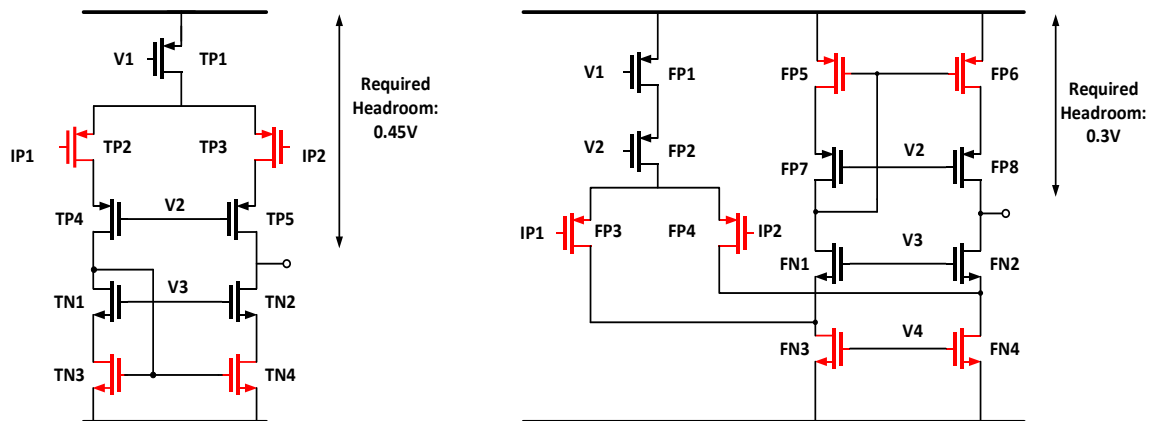 V1
TP1
Required
Headroom:
0.45V
IP1
TP2
TP3
IP2
TP4
V2
TP5
TN1
V3
TN2
TN3
TN4
V1
FP1
V2
FP2
IP1
FP3
FP4
IP2
FP5
FP6
Required
Headroom:
0.3V
FP7
V2
FP8
FN1
V3
FN2
FN3
V4
FN4